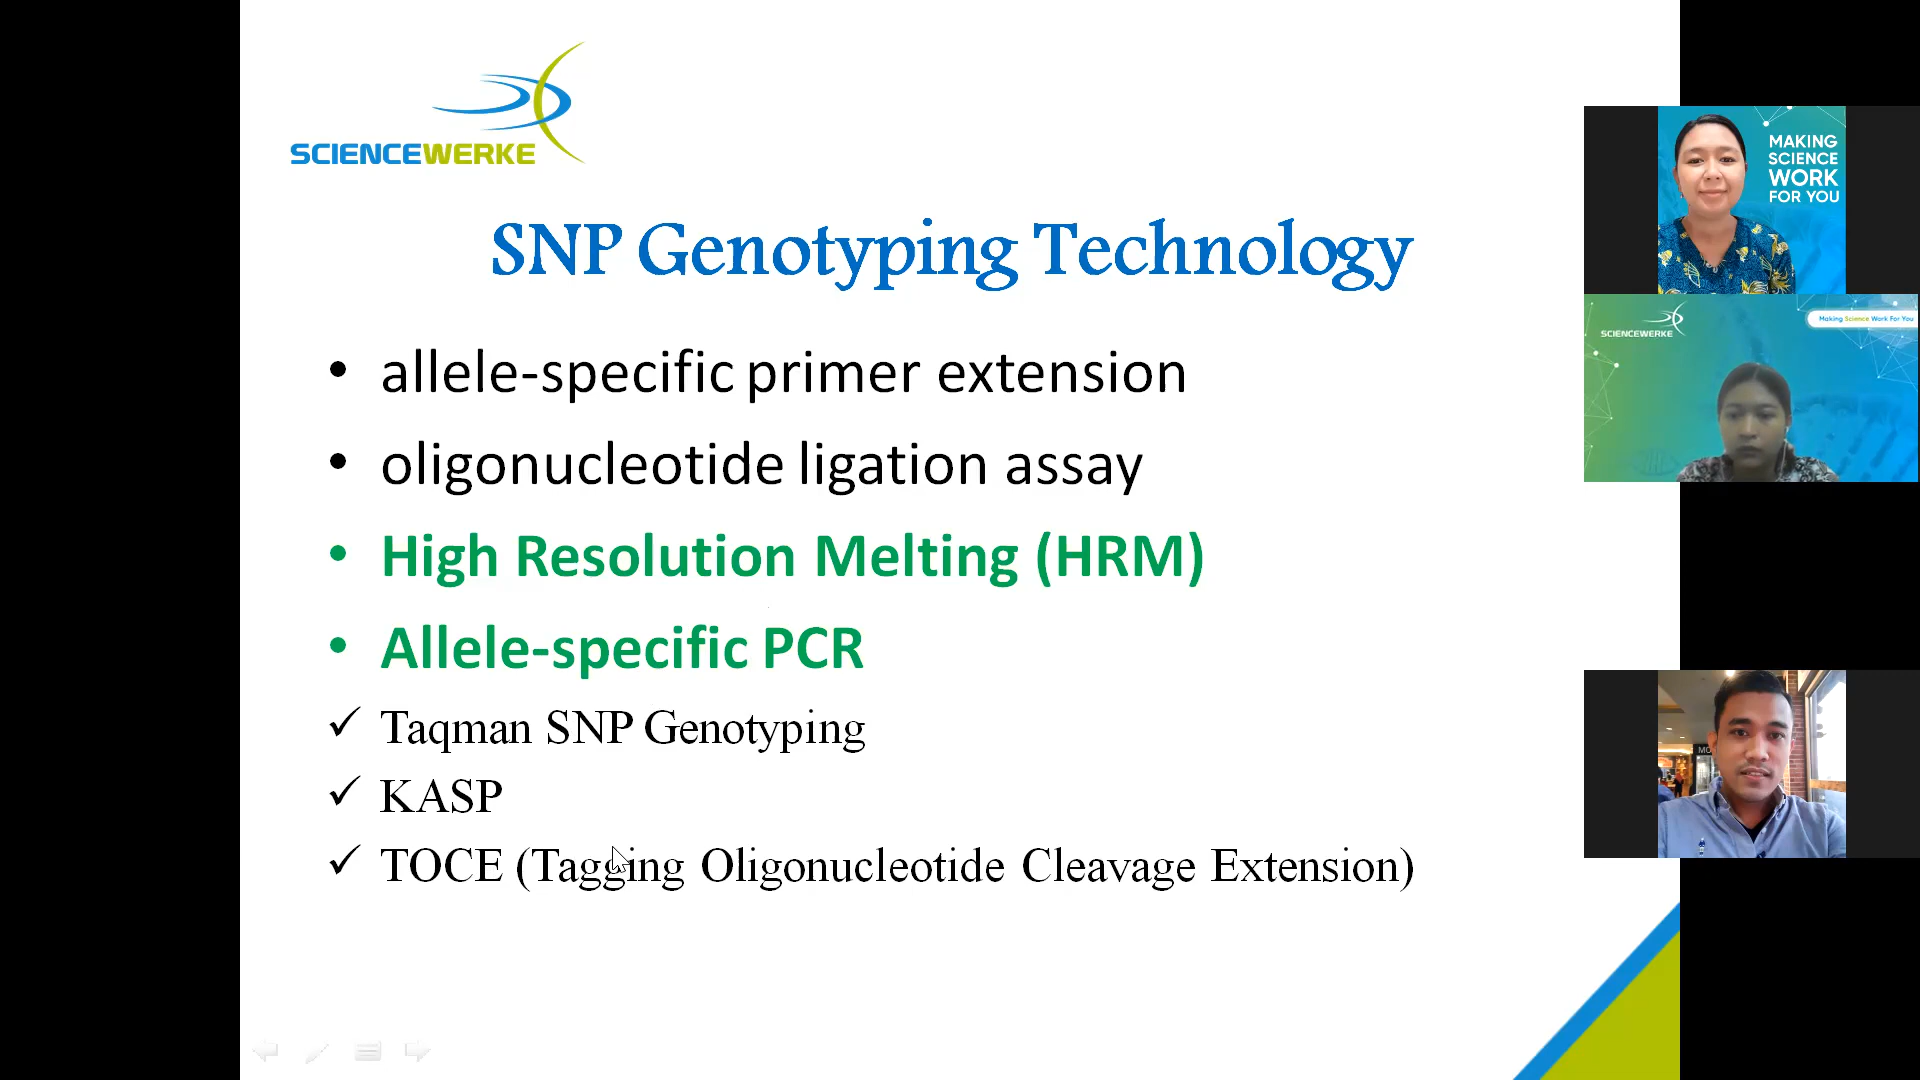 SCIENCEWERKE
SNP Genotyping Technology
• allele-specific primer extension
• oligonucleotide ligation assay
• High Resolution Melting (HRM)
• Allele-specific PCR
✓ Taqman SNP Genotyping
✓ KASP
✓ TOCE (Tagging Oligonucleotide Cleavage Extension)
MAKING
SCIENCE
WORK
FOR YOU
SCIENCEWERKE
Making Science Work For You
MO